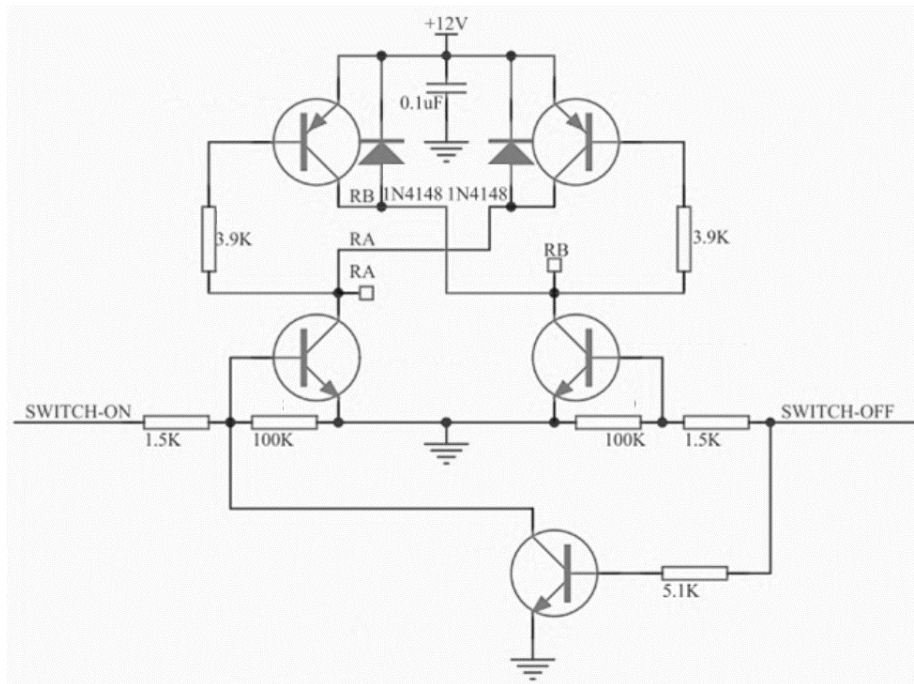 +12V
0.1uF
RB 1N4148 1N4148
3.9K
3.9K
RA
RB
RA
SWITCH-ON
SWITCH-OFF
1.5K
100K
100K
1.5K
5.1K